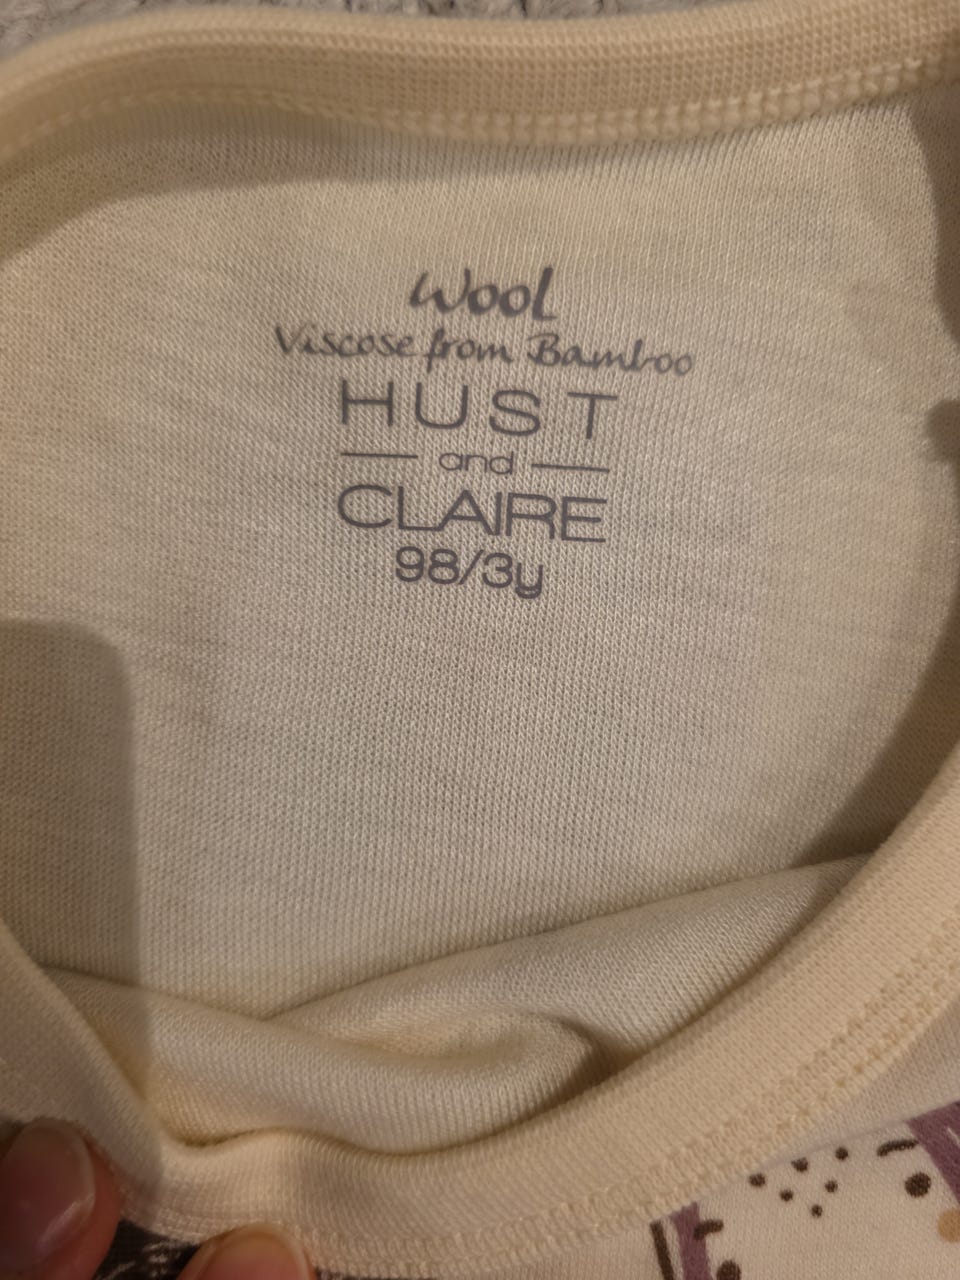 Wool
Viscose from Bamboo
HUST
and
CLAIRE
98/3y